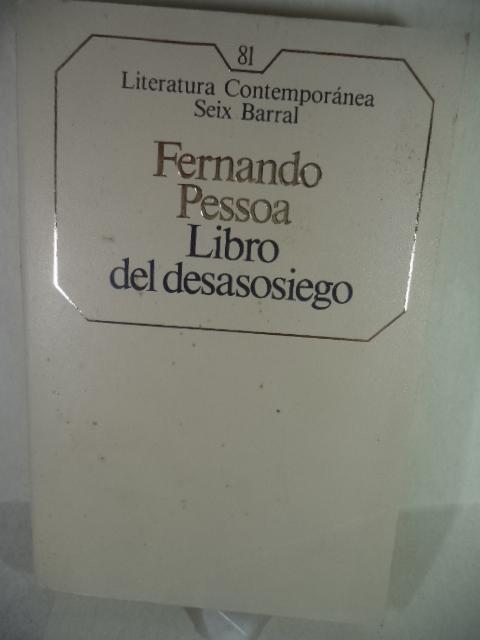 81
Literatura Contemporánea
Seix Barral
Fernando
Pessoa
Libro
del desasosiego